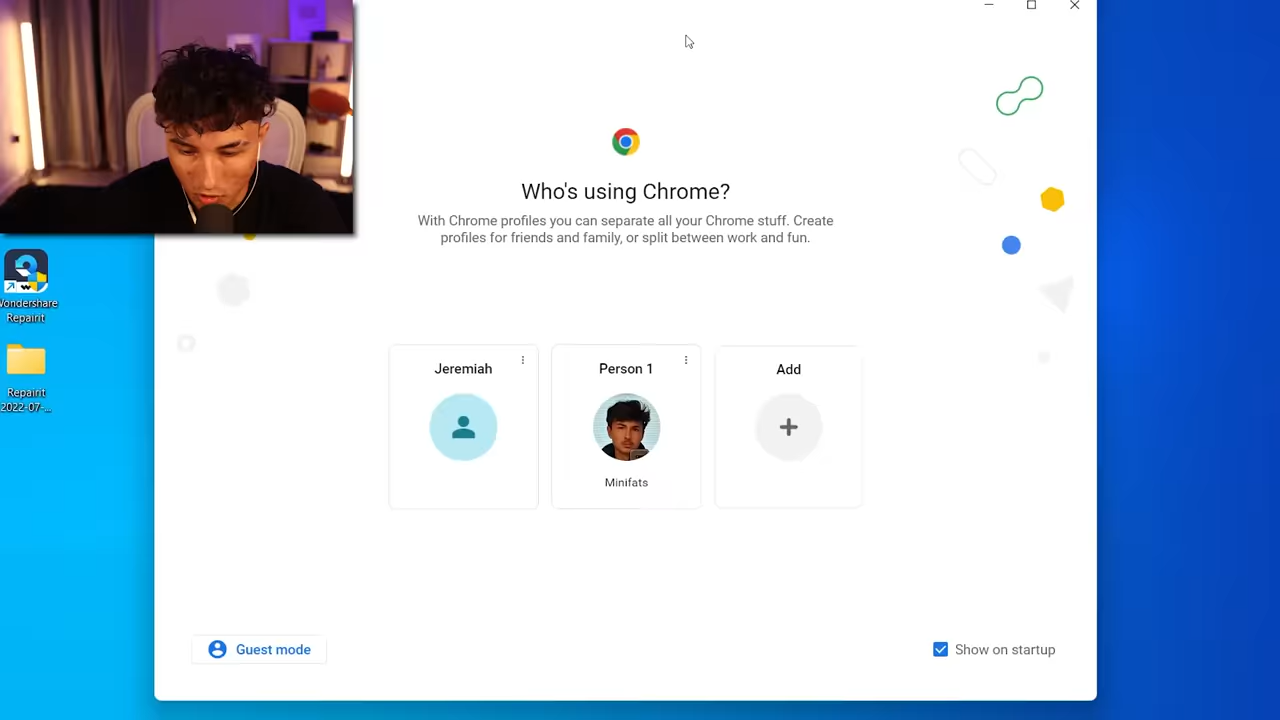 Who's using Chrome?
With Chrome profiles you can separate all your Chrome stuff. Create
profiles for friends and family, or split between work and fun.
Wondershare
Repairit
Repairit
2022-07-...
Jeremiah
Person 1
Add
Minifats
Guest mode
Show on startup